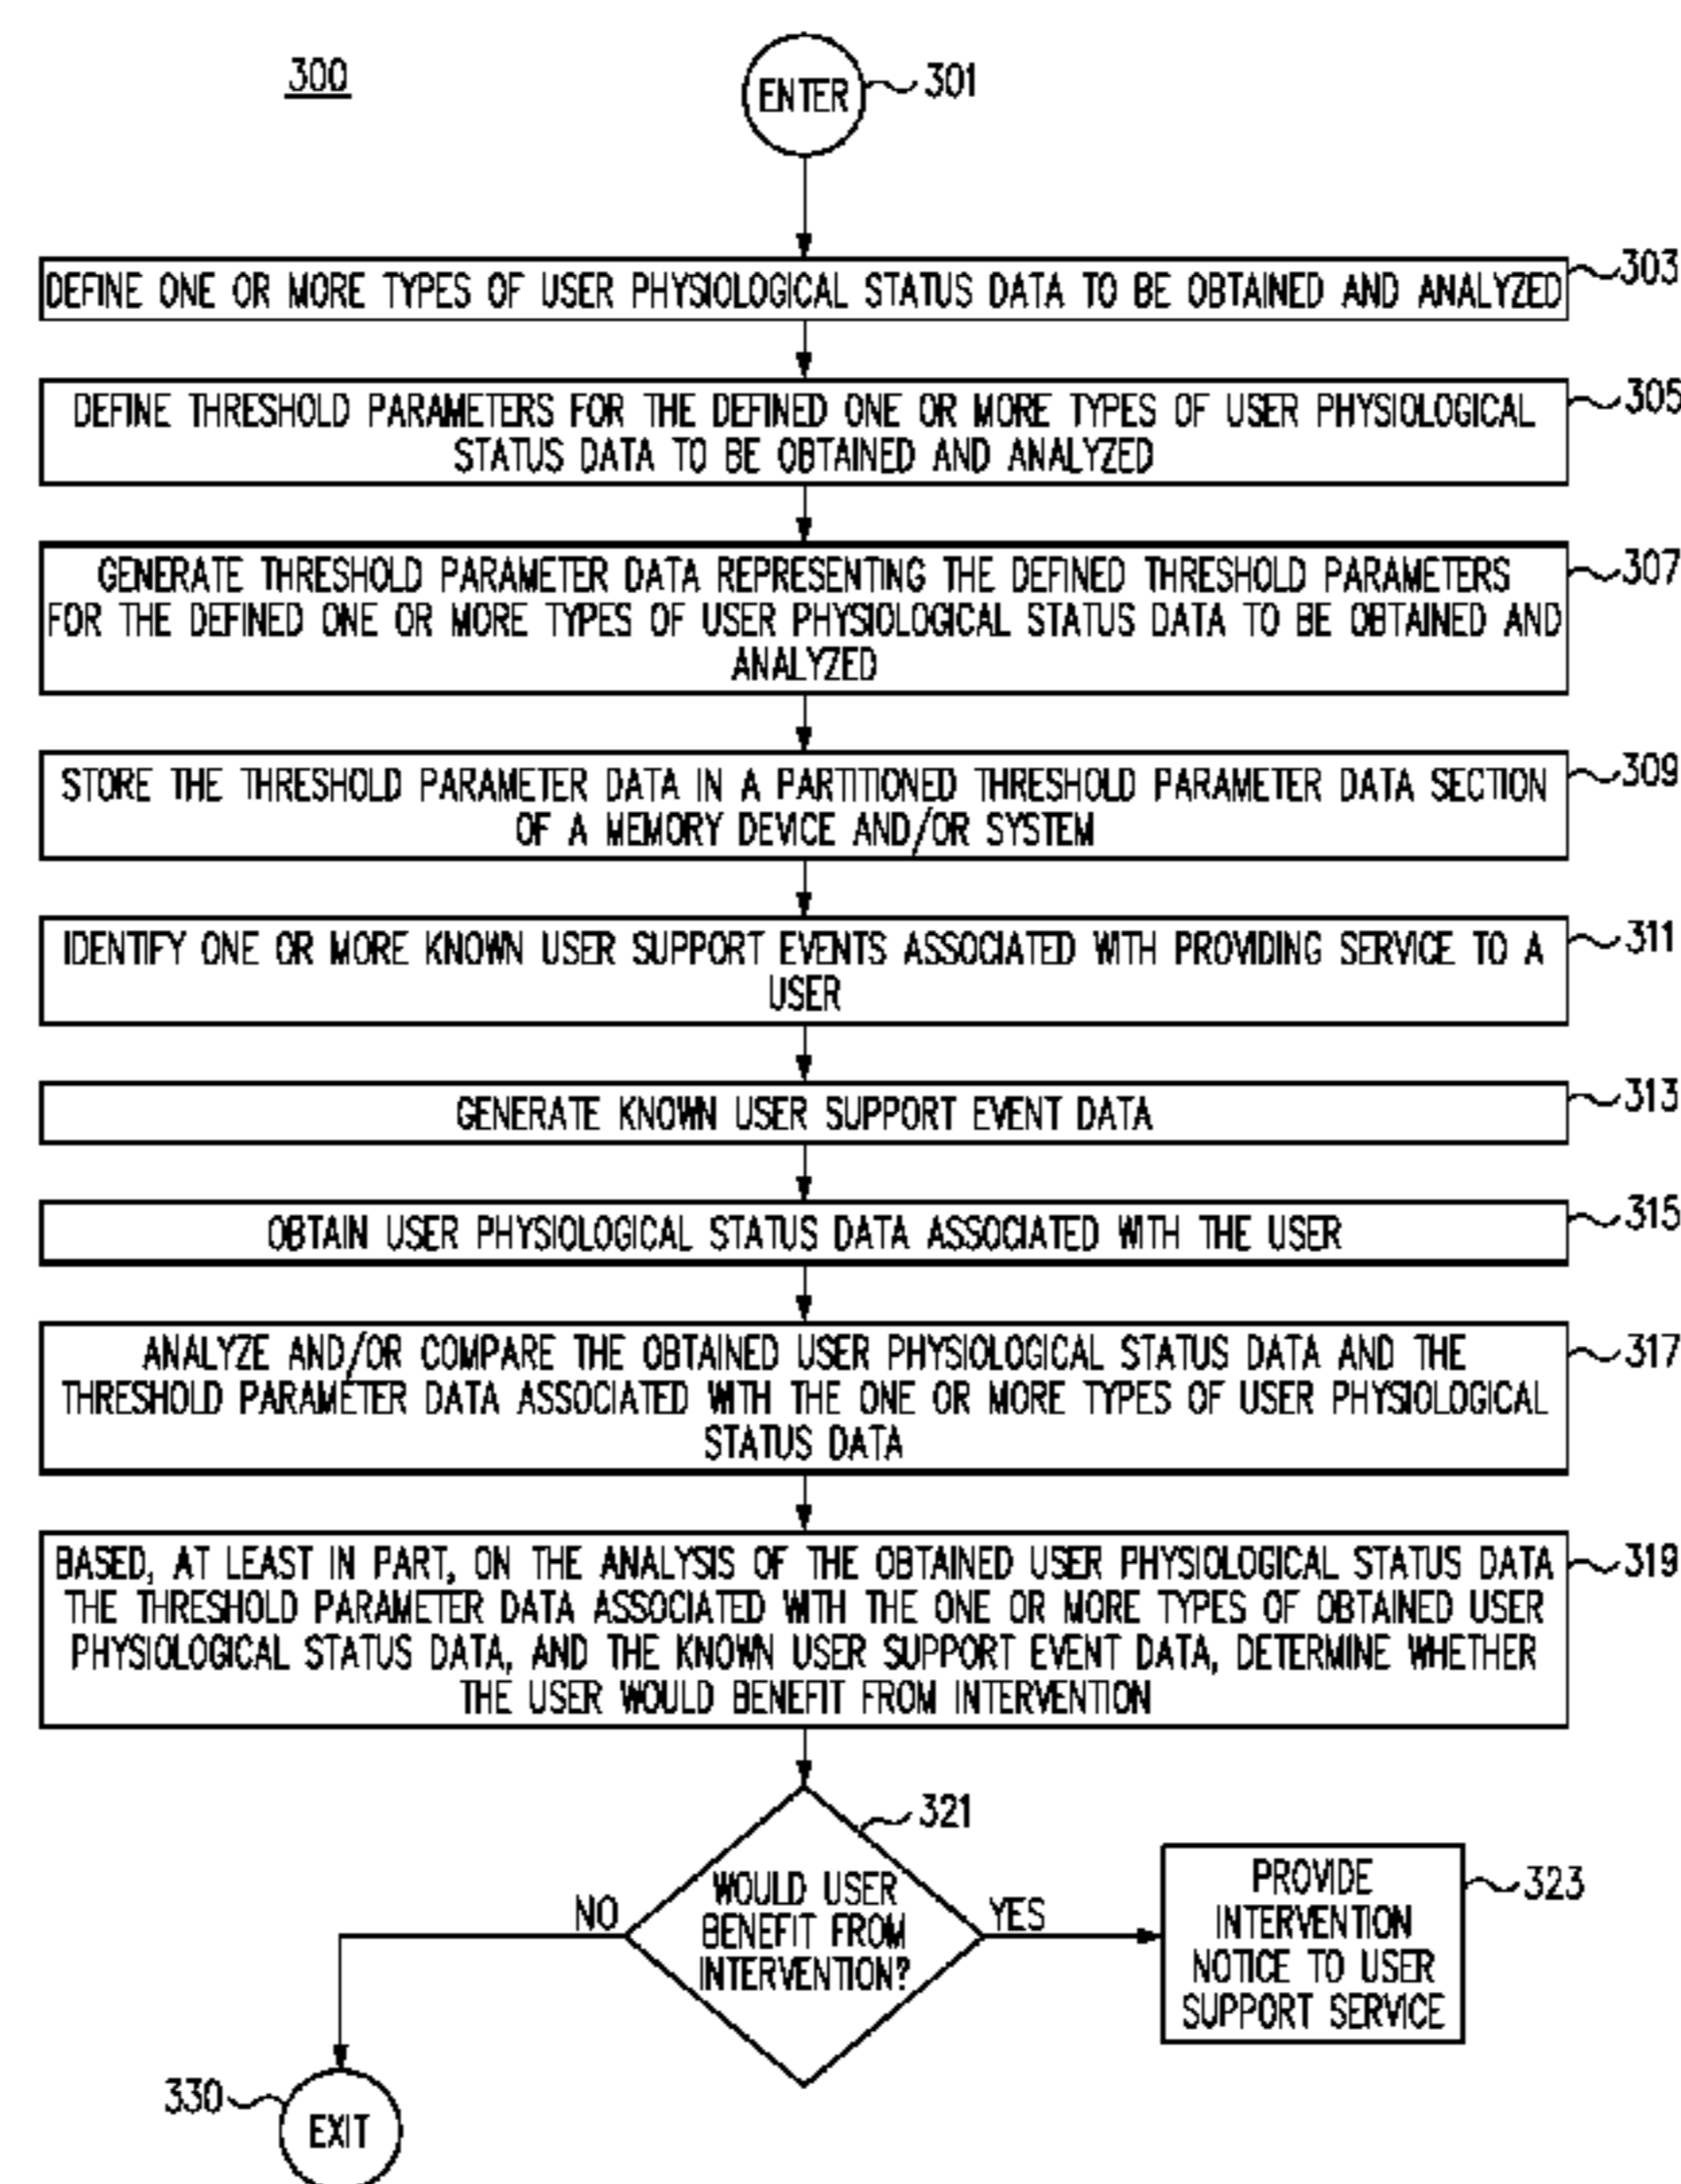 300
ENTER
301
DEFINE ONE OR MORE TYPES OF USER PHYSIOLOGICAL STATUS DATA TO BE OBTAINED AND ANALYZED
303
DEFINE THRESHOLD PARAMETERS FOR THE DEFINED ONE OR MORE TYPES OF USER PHYSIOLOGICAL
STATUS DATA TO BE OBTAINED AND ANALYZED
305
GENERATE THRESHOLD PARAMETER DATA REPRESENTING THE DEFINED THRESHOLD PARAMETERS
FOR THE DEFINED ONE OR MORE TYPES OF USER PHYSIOLOGICAL STATUS DATA TO BE OBTAINED AND
ANALYZED
307
STORE THE THRESHOLD PARAMETER DATA IN A PARTITIONED THRESHOLD PARAMETER DATA SECTION
OF A MEMORY DEVICE AND/OR SYSTEM
309
IDENTIFY ONE OR MORE KNOWN USER SUPPORT EVENTS ASSOCIATED WITH PROVIDING SERVICE TO A
USER
311
GENERATE KNOWN USER SUPPORT EVENT DATA
313
OBTAIN USER PHYSIOLOGICAL STATUS DATA ASSOCIATED WITH THE USER
315
ANALYZE AND/OR COMPARE THE OBTAINED USER PHYSIOLOGICAL STATUS DATA AND THE
THRESHOLD PARAMETER DATA ASSOCIATED WITH THE ONE OR MORE TYPES OF USER PHYSIOLOGICAL
STATUS DATA
317
BASED, AT LEAST IN PART, ON THE ANALYSIS OF THE OBTAINED USER PHYSIOLOGICAL STATUS DATA
THE THRESHOLD PARAMETER DATA ASSOCIATED WITH THE ONE OR MORE TYPES OF OBTAINED USER
PHYSIOLOGICAL STATUS DATA, AND THE KNOWN USER SUPPORT EVENT DATA, DETERMINE WHETHER
THE USER WOULD BENEFIT FROM INTERVENTION
319
321
WOULD USER
BENEFIT FROM
INTERVENTION?
NO
YES
PROVIDE
INTERVENTION
NOTICE TO USER
SUPPORT SERVICE
323
330
EXIT